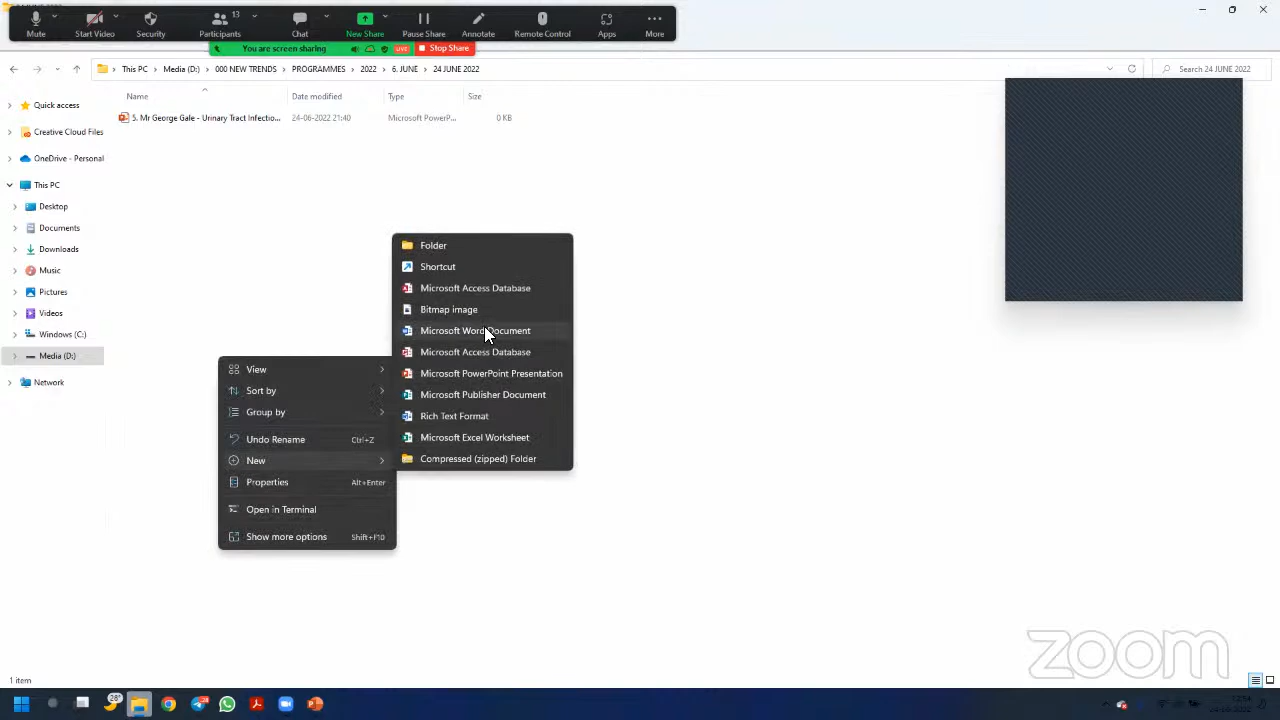 Mute Start Video Security Participants 13 Chat New Share Pause Share Annotate Remote Control Apps More
You are screen sharing LIVE Stop Share
This PC Media (D:) 000 NEW TRENDS PROGRAMMES 2022 6. JUNE 24 JUNE 2022 Search 24 JUNE 2022
Name Date modified Type Size
5. Mr George Gale - Urinary Tract Infectio... 24-06-2022 21:40 Microsoft PowerP... 0 KB
Quick access
Creative Cloud Files
OneDrive - Personal
This PC
Desktop
Documents
Downloads
Music
Pictures
Videos
Windows (C:)
Media (D:)
Network
Folder
Shortcut
Microsoft Access Database
Bitmap image
Microsoft Word Document
Microsoft Access Database
Microsoft PowerPoint Presentation
Microsoft Publisher Document
Rich Text Format
Microsoft Excel Worksheet
Compressed (zipped) Folder
View
Sort by
Group by
Undo Rename Ctrl+Z
New
Properties Alt+Enter
Open in Terminal
Show more options Shift+F10
zoom
1 item
28°